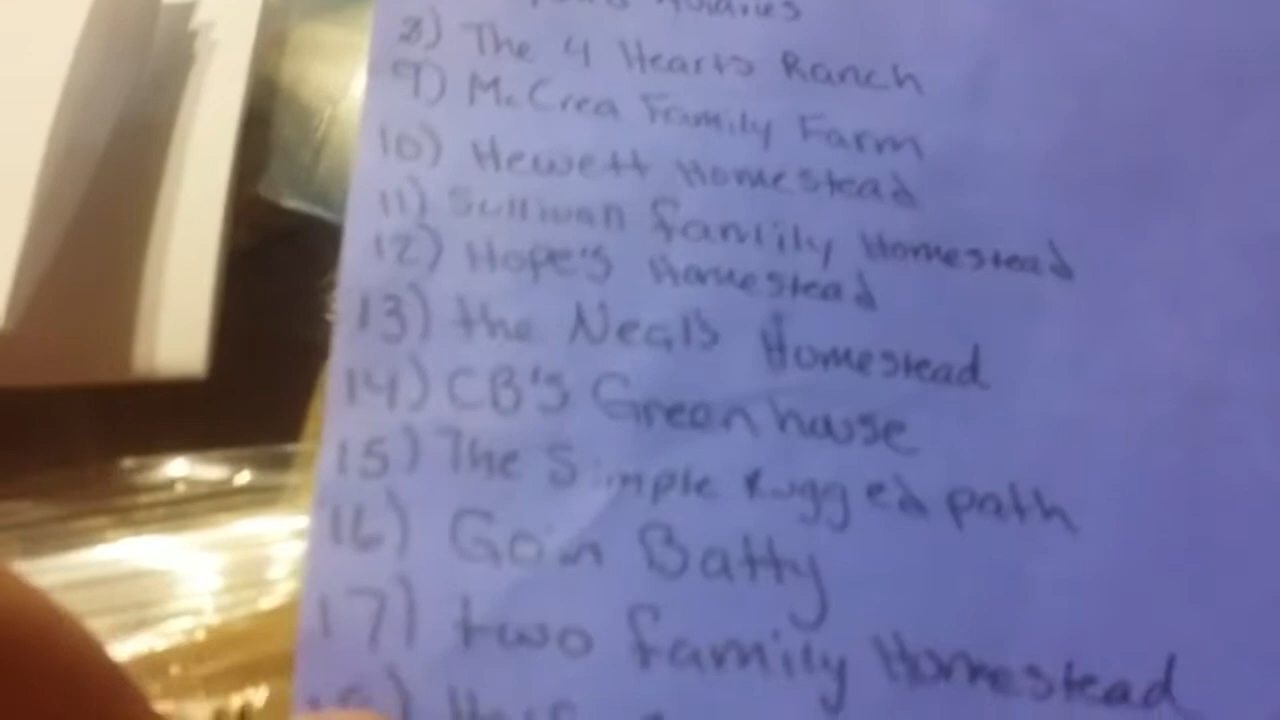 8) The 4 Hearts Ranch
9) McCrea Family Farm
10) Hewett Homestead
11) Sullivan family Homestead
12) Hope's Homestead
13) the Neal's Homestead
14) CB'S Greenhouse
15) The Simple Rugged path
16) Goin Batty
17) two family Homestead